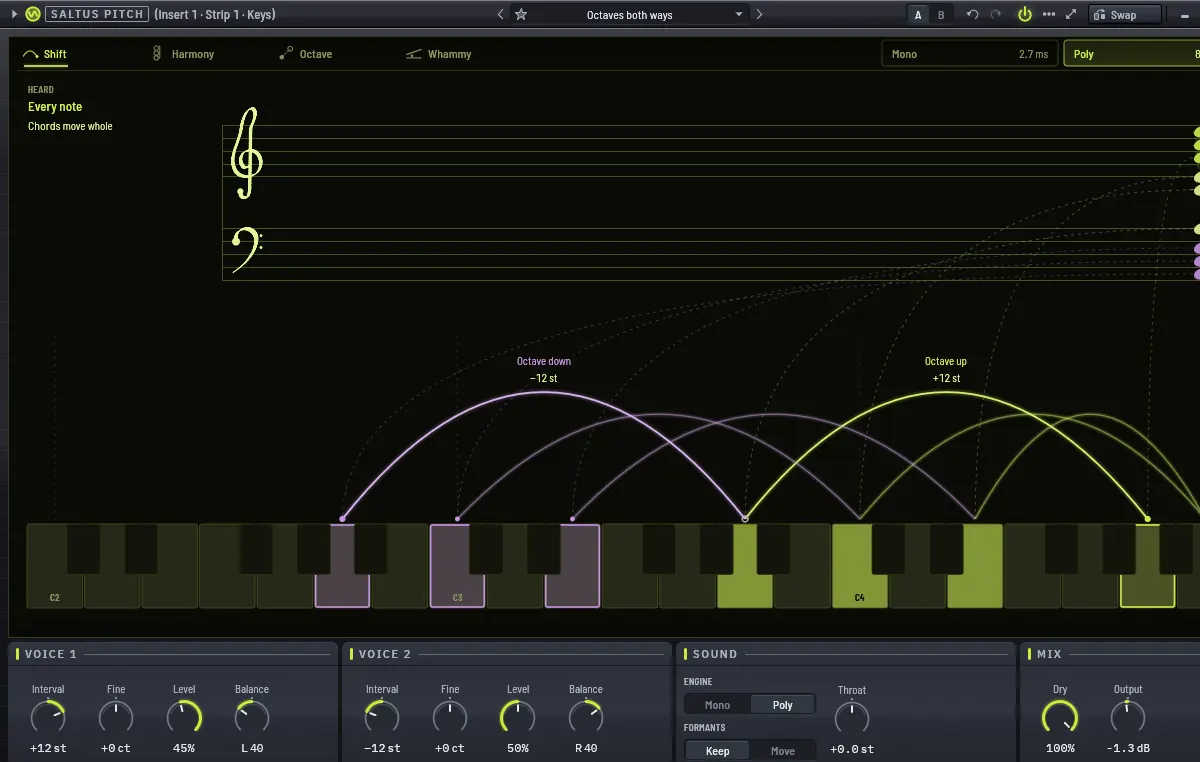 SALTUS PITCH (Insert 1 · Strip 1 · Keys) Octaves both ways A B Swap
Shift Harmony Octave Whammy Mono 2.7 ms Poly
HEARD
Every note
Chords move whole
Octave down
−12 st
Octave up
+12 st
C2 C3 C4
VOICE 1 VOICE 2 SOUND MIX
Interval Fine Level Balance
+12 st +0 ct 45% L 40
Interval Fine Level Balance
−12 st +0 ct 50% R 40
ENGINE
Mono Poly
FORMANTS
Keep Move
Throat
+0.0 st
Dry Output
100% -1.3 dB